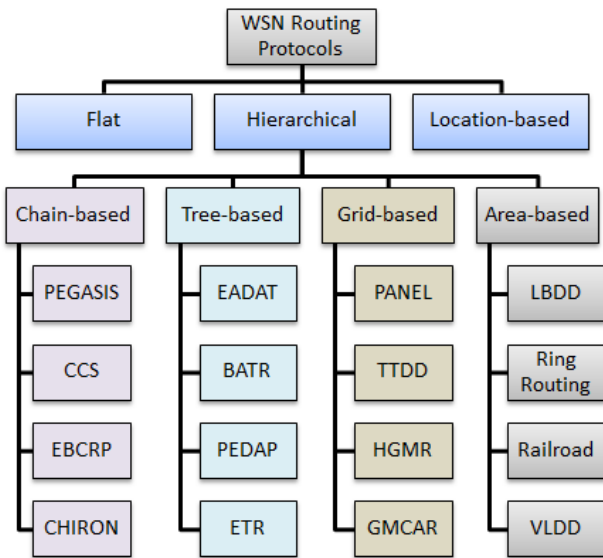 WSN Routing
Protocols
Flat
Hierarchical
Location-based
Chain-based
Tree-based
Grid-based
Area-based
PEGASIS
EADAT
PANEL
LBDD
CCS
BATR
TTDD
Ring
Routing
EBCRP
PEDAP
HGMR
Railroad
CHIRON
ETR
GMCAR
VLDD